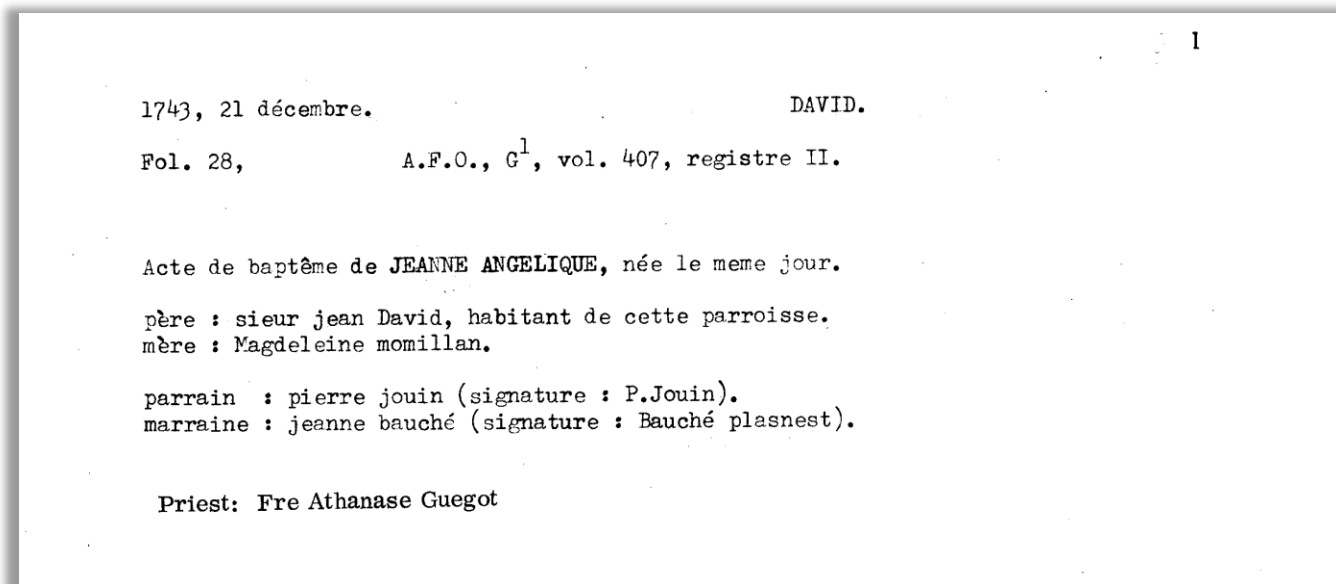 1
1743, 21 décembre. DAVID.
Fol. 28, A.F.O., G1, vol. 407, registre II.
Acte de baptême de JEANNE ANGELIQUE, née le meme jour.
père : sieur jean David, habitant de cette parroisse.
mère : Magdeleine momillan.
parrain : pierre jouin (signature : P.Jouin).
marraine : jeanne bauché (signature : Bauché plasnest).
Priest: Fre Athanase Guegot